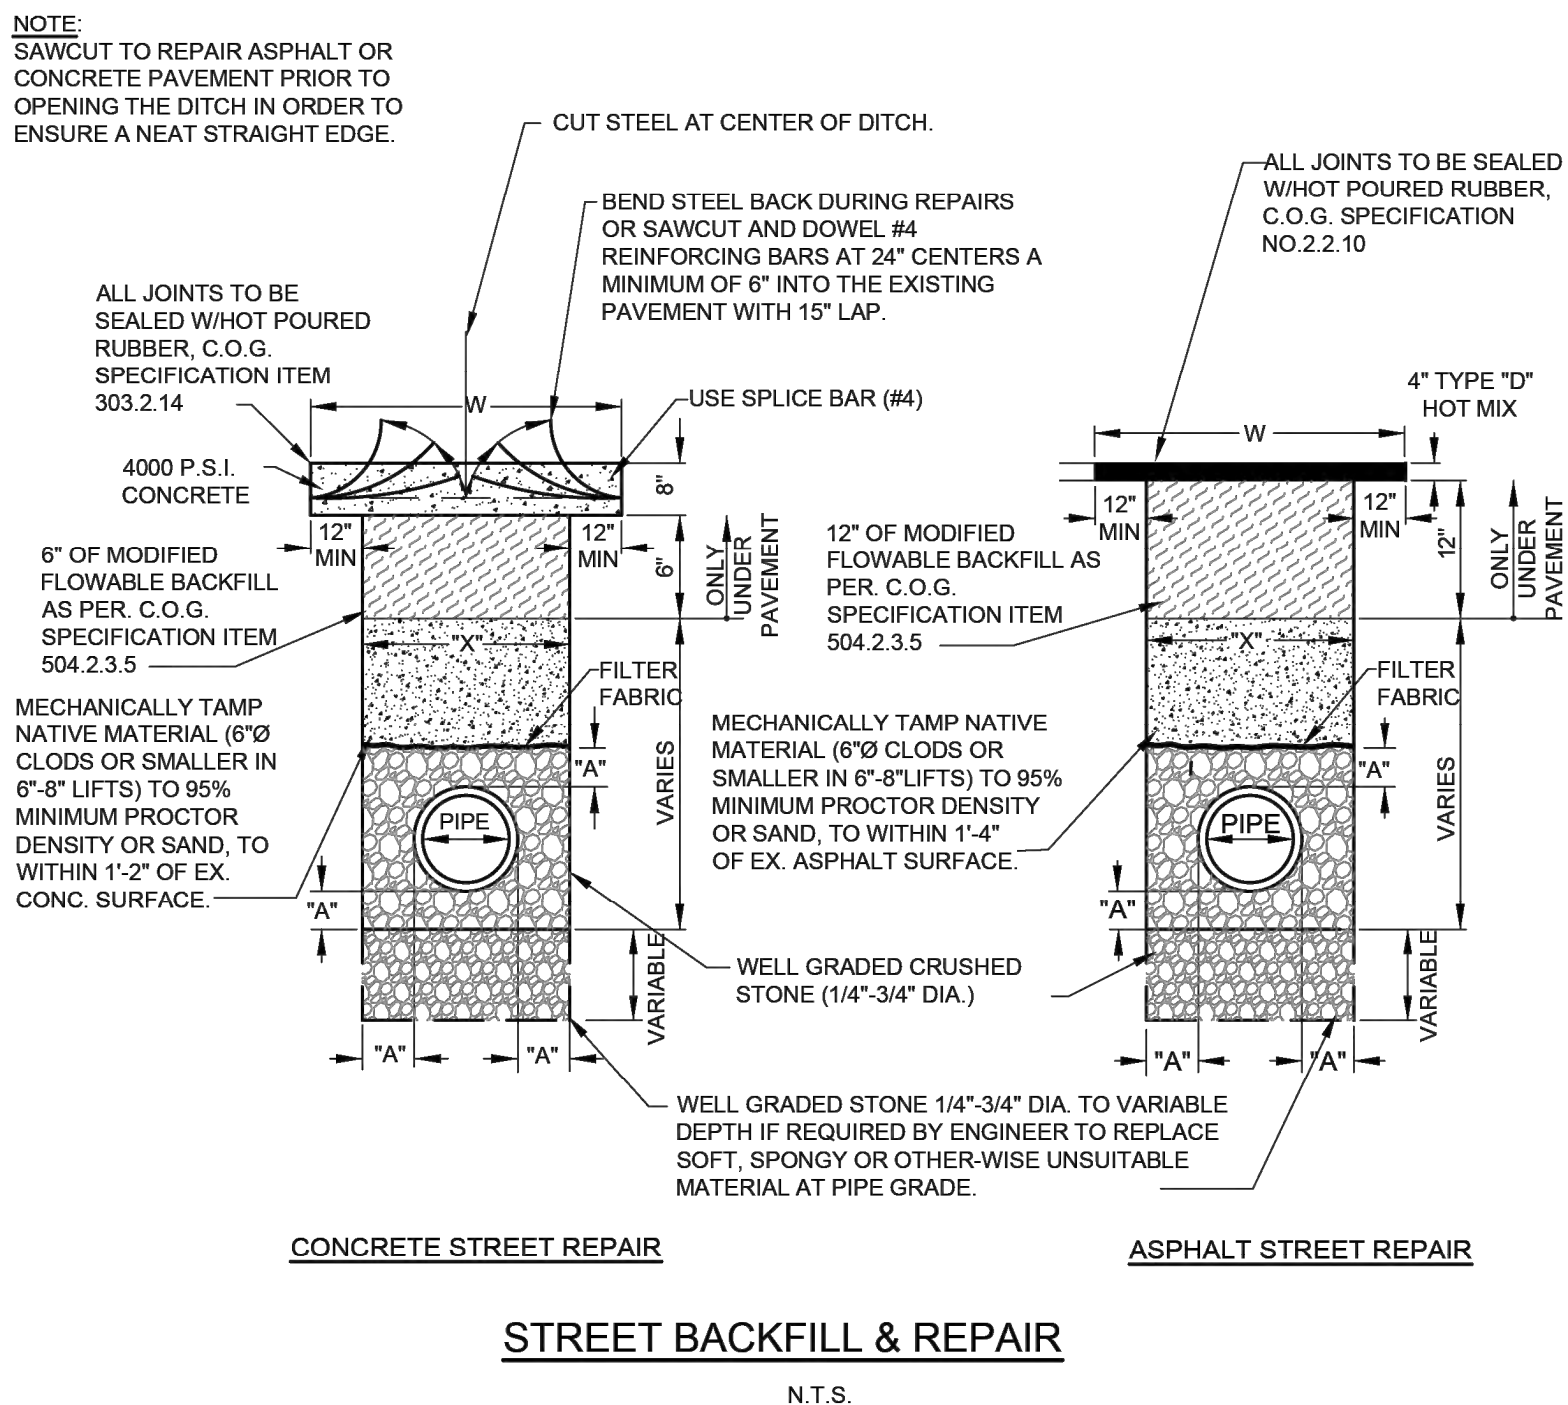 NOTE:
SAWCUT TO REPAIR ASPHALT OR
CONCRETE PAVEMENT PRIOR TO
OPENING THE DITCH IN ORDER TO
ENSURE A NEAT STRAIGHT EDGE.
CUT STEEL AT CENTER OF DITCH.
BEND STEEL BACK DURING REPAIRS
OR SAWCUT AND DOWEL #4
REINFORCING BARS AT 24" CENTERS A
MINIMUM OF 6" INTO THE EXISTING
PAVEMENT WITH 15" LAP.
ALL JOINTS TO BE
SEALED W/HOT POURED
RUBBER, C.O.G.
SPECIFICATION ITEM
303.2.14
W
USE SPLICE BAR (#4)
4000 P.S.I.
CONCRETE
8"
12"
MIN
12"
MIN
6"
ONLY
UNDER
PAVEMENT
6" OF MODIFIED
FLOWABLE BACKFILL
AS PER. C.O.G.
SPECIFICATION ITEM
504.2.3.5
"X"
FILTER
FABRIC
MECHANICALLY TAMP
NATIVE MATERIAL (6"Ø
CLODS OR SMALLER IN
6"-8" LIFTS) TO 95%
MINIMUM PROCTOR
DENSITY OR SAND, TO
WITHIN 1'-2" OF EX.
CONC. SURFACE.
"A"
VARIES
PIPE
"A"
VARIABLE
"A"
"A"
WELL GRADED CRUSHED
STONE (1/4"-3/4" DIA.)
WELL GRADED STONE 1/4"-3/4" DIA. TO VARIABLE
DEPTH IF REQUIRED BY ENGINEER TO REPLACE
SOFT, SPONGY OR OTHER-WISE UNSUITABLE
MATERIAL AT PIPE GRADE.
CONCRETE STREET REPAIR
ALL JOINTS TO BE SEALED
W/HOT POURED RUBBER,
C.O.G. SPECIFICATION
NO.2.2.10
4" TYPE "D"
HOT MIX
W
12"
MIN
12"
MIN
12"
ONLY
UNDER
PAVEMENT
12" OF MODIFIED
FLOWABLE BACKFILL AS
PER. C.O.G.
SPECIFICATION ITEM
504.2.3.5
"X"
FILTER
FABRIC
MECHANICALLY TAMP NATIVE
MATERIAL (6"Ø CLODS OR
SMALLER IN 6"-8"LIFTS) TO 95%
MINIMUM PROCTOR DENSITY
OR SAND, TO WITHIN 1'-4"
OF EX. ASPHALT SURFACE.
"A"
VARIES
PIPE
"A"
VARIABLE
"A"
"A"
ASPHALT STREET REPAIR
STREET BACKFILL & REPAIR
N.T.S.